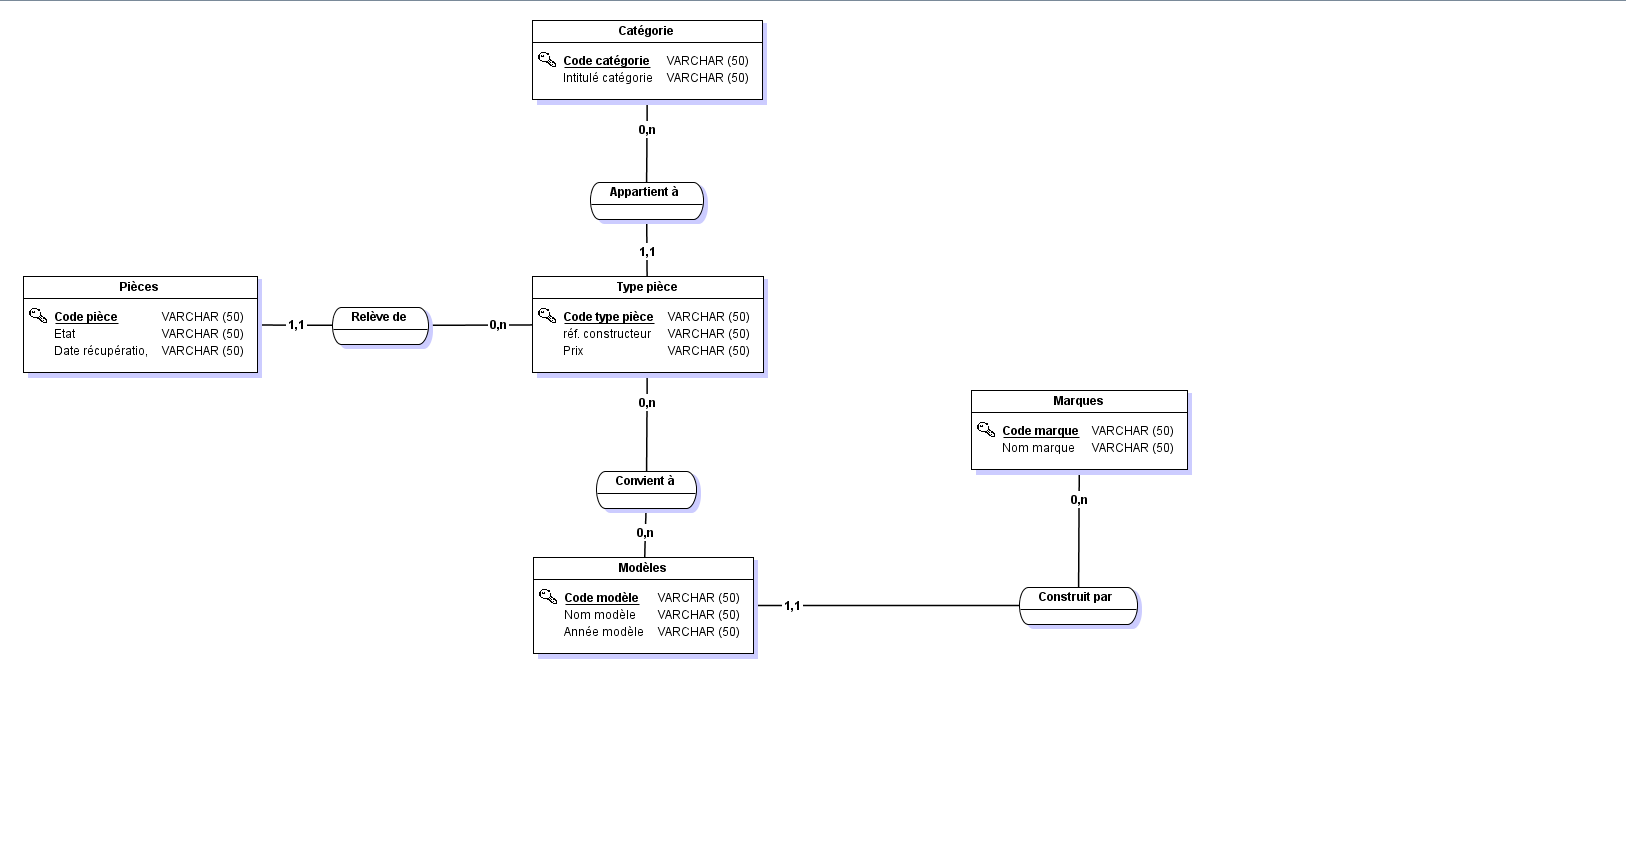 Catégorie
Code catégorie VARCHAR (50)
Intitulé catégorie VARCHAR (50)
0,n
Appartient à
1,1
Pièces
Code pièce VARCHAR (50)
Etat VARCHAR (50)
Date récupératio, VARCHAR (50)
1,1
Relève de
0,n
Type pièce
Code type pièce VARCHAR (50)
réf. constructeur VARCHAR (50)
Prix VARCHAR (50)
0,n
Convient à
0,n
Modèles
Code modèle VARCHAR (50)
Nom modèle VARCHAR (50)
Année modèle VARCHAR (50)
1,1
Marques
Code marque VARCHAR (50)
Nom marque VARCHAR (50)
0,n
Construit par